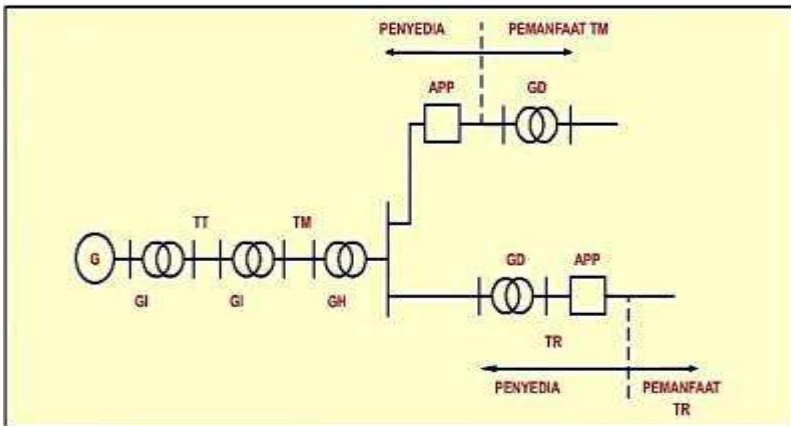 PENYEDIA
PEMANFAAT TM
APP
GD
TT
TM
G
GI
GI
GH
GD
APP
TR
PENYEDIA
PEMANFAAT
TR